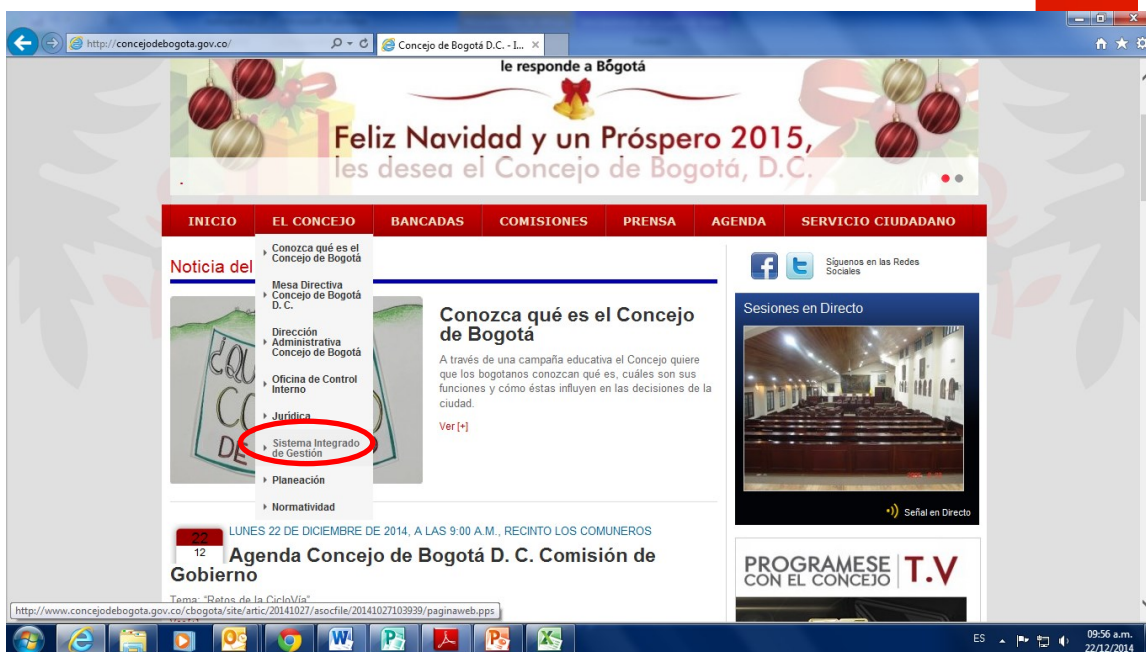 http://concejodebogota.gov.co/
Concejo de Bogotá D.C. - I...
le responde a Bogotá
Feliz Navidad y un Próspero 2015,
les desea el Concejo de Bogotá, D.C.
INICIO EL CONCEJO BANCADAS COMISIONES PRENSA AGENDA SERVICIO CIUDADANO
Conozca qué es el
Concejo de Bogotá
Mesa Directiva
Concejo de Bogotá
D. C.
Dirección
Administrativa
Concejo de Bogotá
Oficina de Control
Interno
Jurídica
Sistema Integrado
de Gestión
Planeación
Normatividad
Noticia del
Conozca qué es el Concejo
de Bogotá
A través de una campaña educativa el Concejo quiere
que los bogotanos conozcan qué es, cuáles son sus
funciones y cómo éstas influyen en las decisiones de la
ciudad.
Ver [+]
Síguenos en las Redes
Sociales
Sesiones en Directo
Señal en Directo
22
12
LUNES 22 DE DICIEMBRE DE 2014, A LAS 9:00 A.M., RECINTO LOS COMUNEROS
Agenda Concejo de Bogotá D. C. Comisión de
Gobierno
Tema: "Retos de la CicloVía"
PROGRAMESE
CON EL CONCEJO
T.V
http://www.concejodebogota.gov.co/cbogota/site/artic/20141027/asocfile/20141027103939/paginaweb.pps
ES
09:56 a.m.
22/12/2014